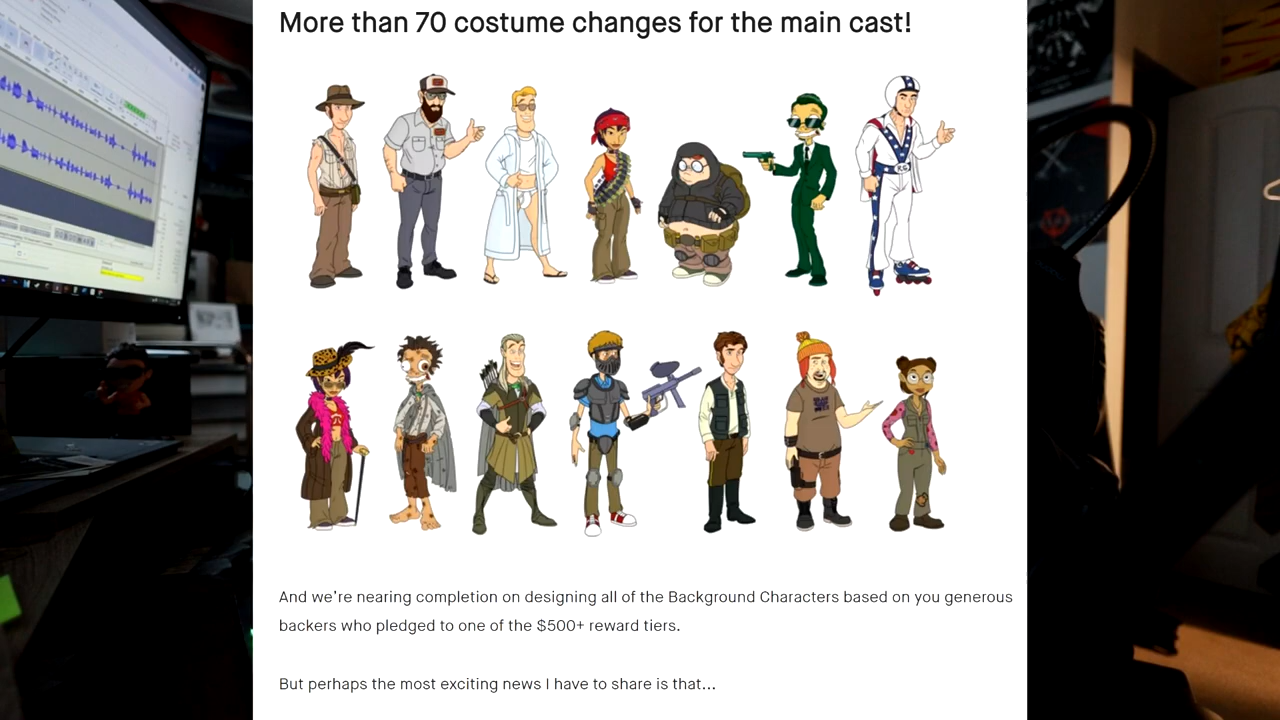 More than 70 costume changes for the main cast!
And we're nearing completion on designing all of the Background Characters based on you generous
backers who pledged to one of the $500+ reward tiers.
But perhaps the most exciting news I have to share is that...